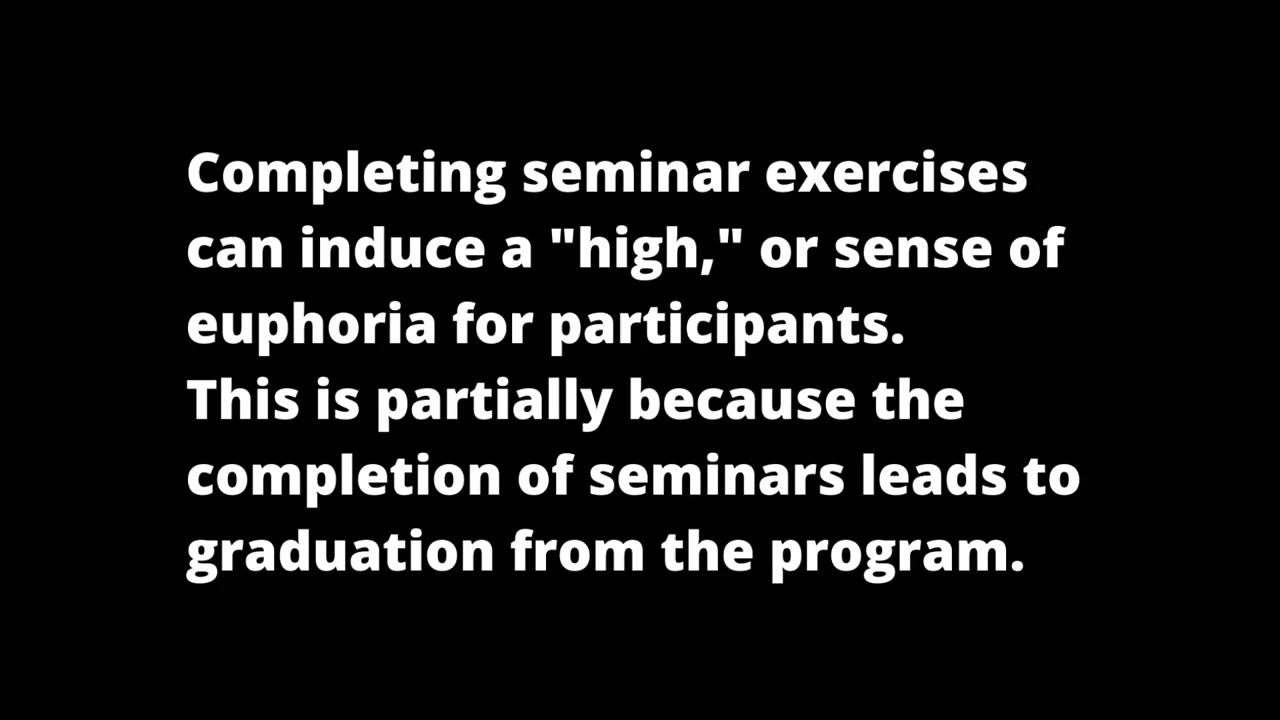 Completing seminar exercises
can induce a "high," or sense of
euphoria for participants.
This is partially because the
completion of seminars leads to
graduation from the program.